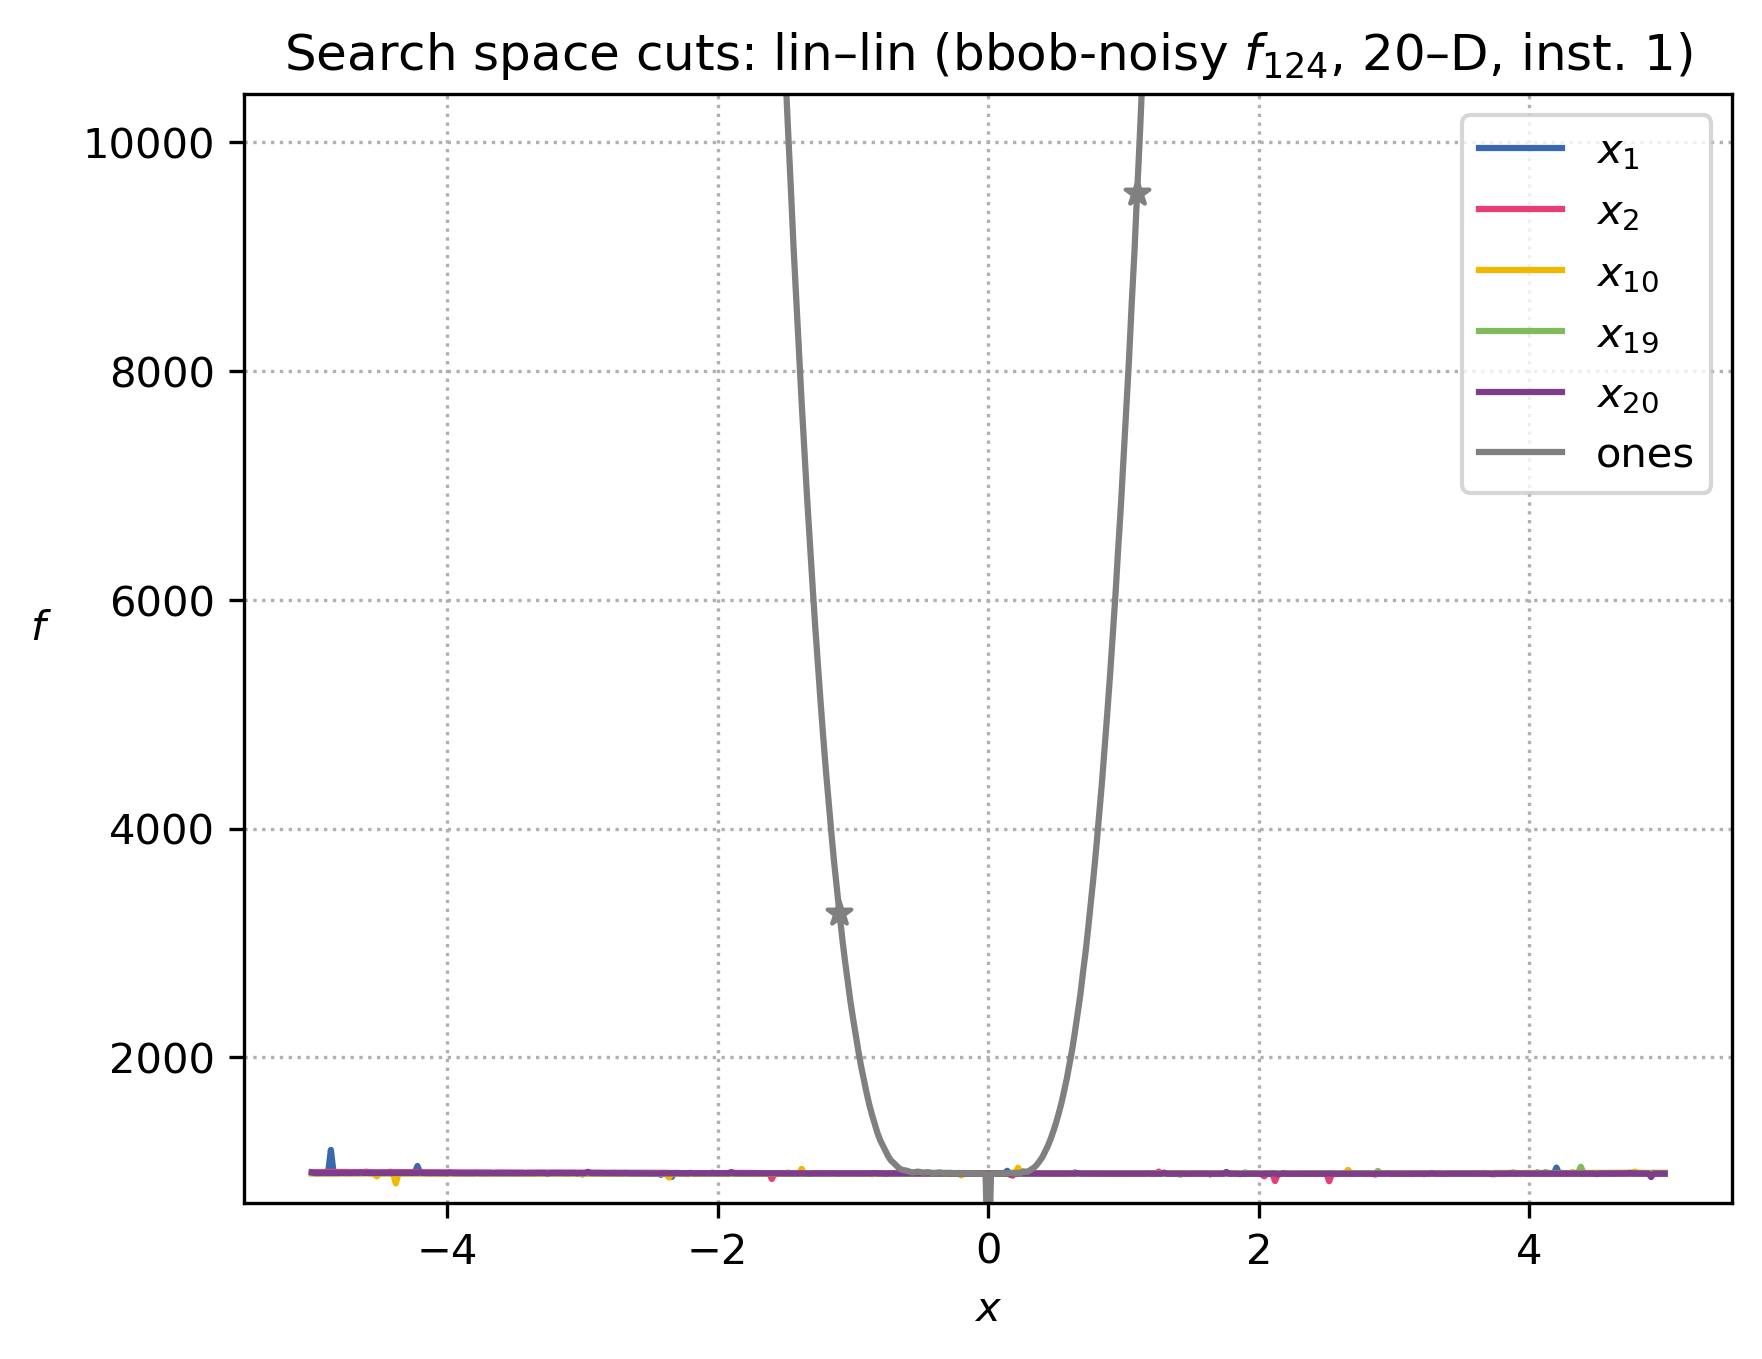 Search space cuts: lin–lin (bbob-noisy f₁₂₄, 20–D, inst. 1)
10000
8000
6000
4000
2000
f
−4
−2
0
2
4
x
x₁
x₂
x₁₀
x₁₉
x₂₀
ones